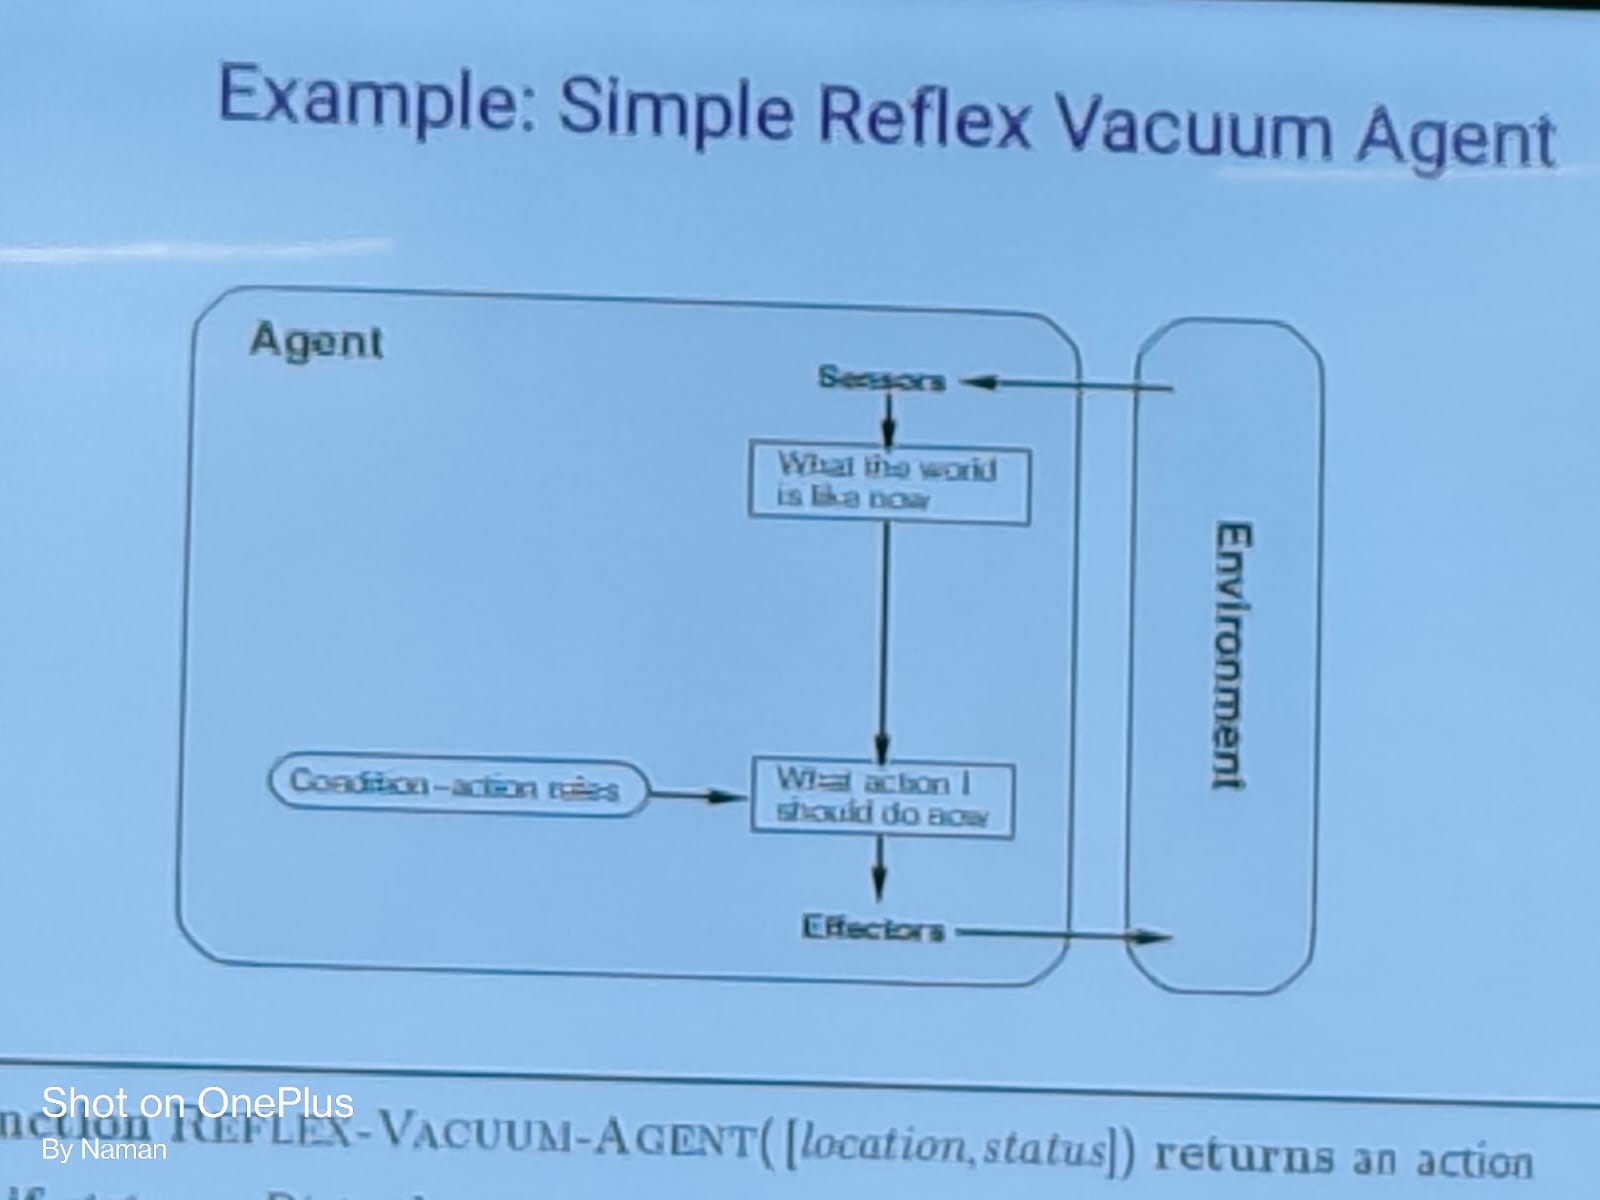 Example: Simple Reflex Vacuum Agent
Agent
Sensors
What the world
is like now
Environment
Condition-action rules
What action I
should do now
Effectors
Shot on OnePlus
By Naman
nction REFLEX-VACUUM-AGENT([location,status]) returns an action